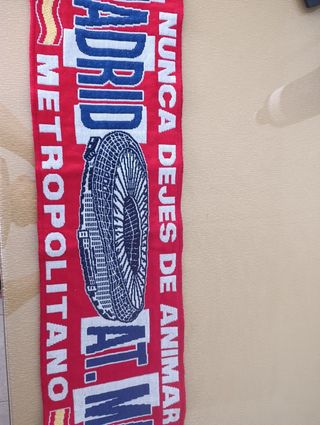 NUNCA DEJES DE ANIMAR
ADRID AT. M
METROPOLITANO